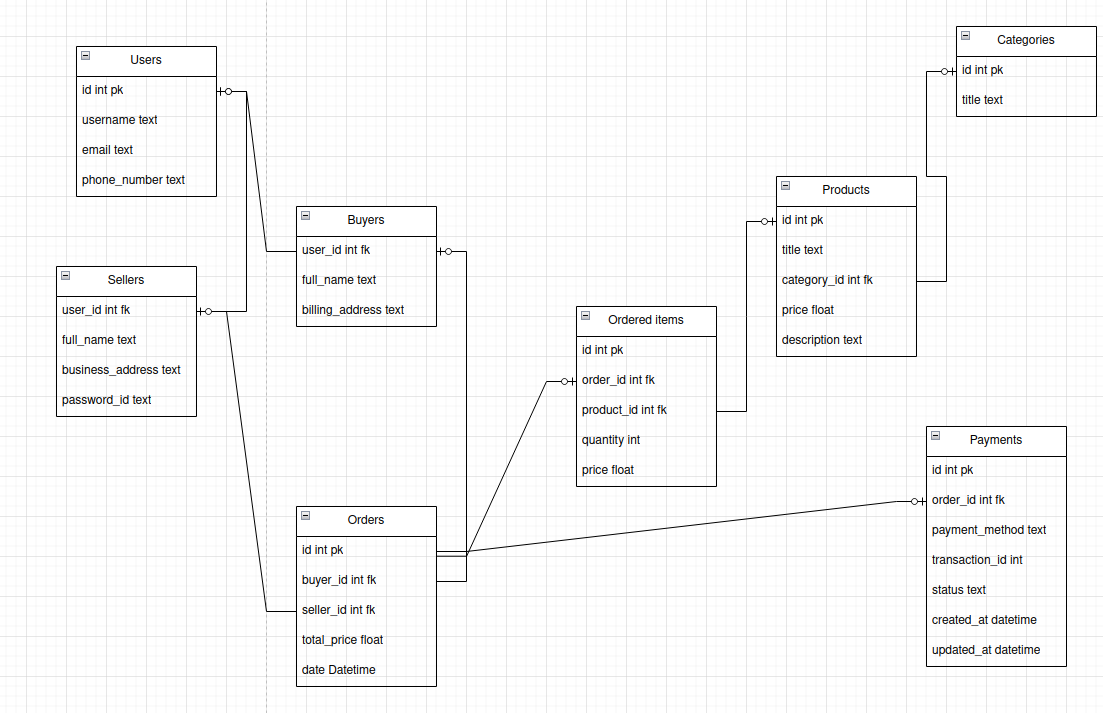 Users
id int pk
username text
email text
phone_number text
Sellers
user_id int fk
full_name text
business_address text
password_id text
Buyers
user_id int fk
full_name text
billing_address text
Orders
id int pk
buyer_id int fk
seller_id int fk
total_price float
date Datetime
Ordered items
id int pk
order_id int fk
product_id int fk
quantity int
price float
Products
id int pk
title text
category_id int fk
price float
description text
Categories
id int pk
title text
Payments
id int pk
order_id int fk
payment_method text
transaction_id int
status text
created_at datetime
updated_at datetime